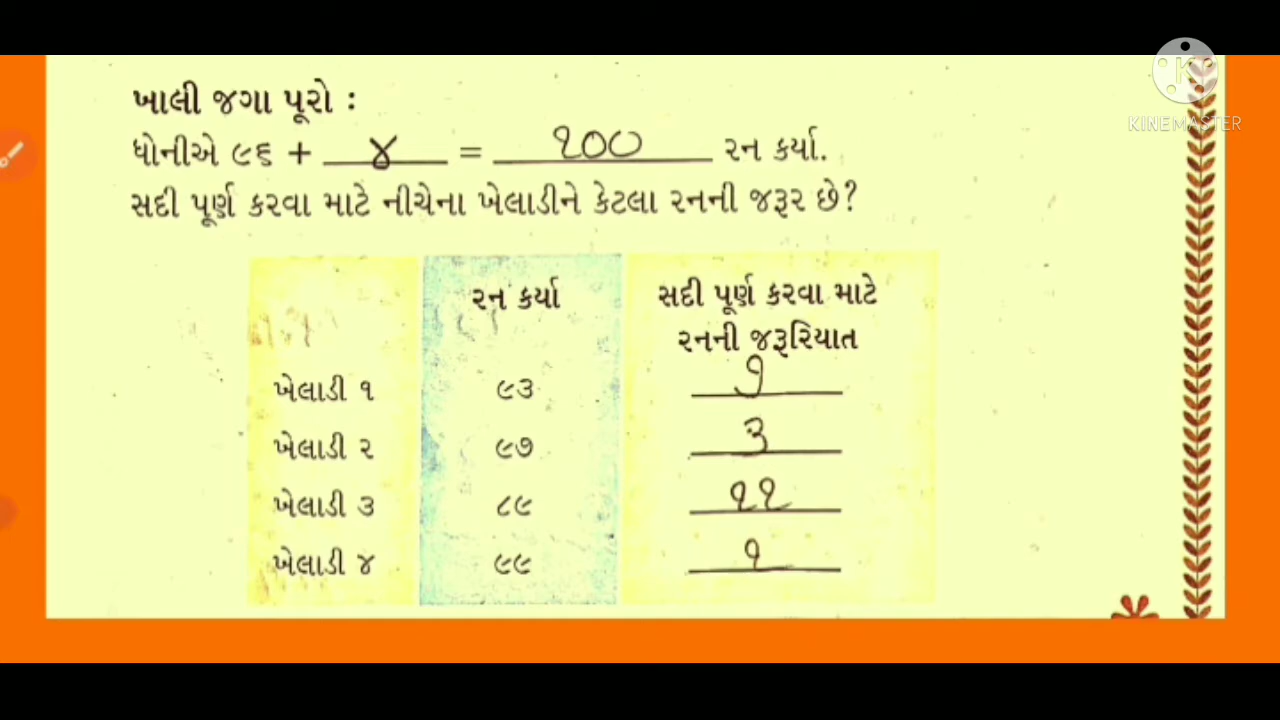 KINEMASTER
ખાલી જગા પૂરો :
ધોનીએ ૯૬ + ૪ = ૧૦૦ રન કર્યા.
સદી પૂર્ણ કરવા માટે નીચેના ખેલાડીને કેટલા રનની જરૂર છે?
રન કર્યા સદી પૂર્ણ કરવા માટે
રનની જરૂરિયાત
ખેલાડી ૧ ૯૩ ૭
ખેલાડી ૨ ૯૭ ૩
ખેલાડી ૩ ૮૯ ૧૧
ખેલાડી ૪ ૯૯ ૧